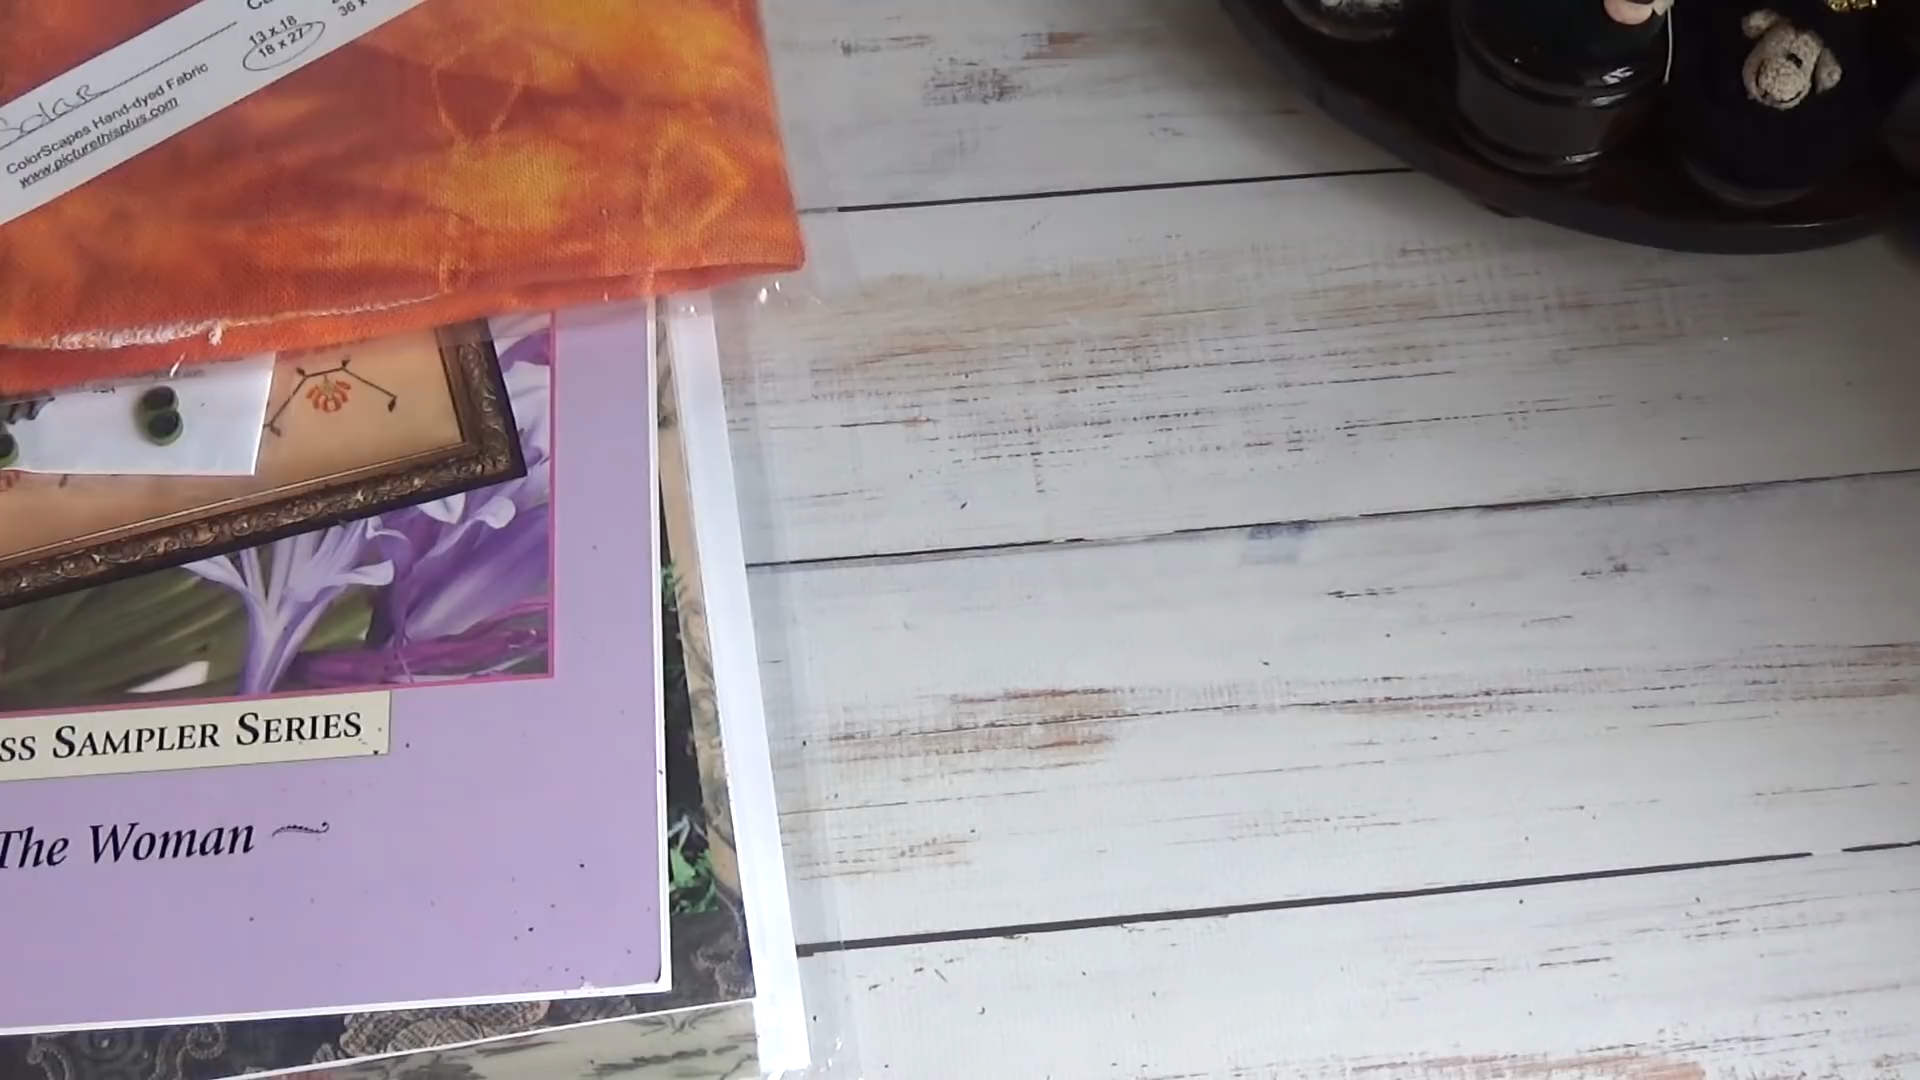 Solar
13 x 18
18 x 27
36 x
ColorScapes Hand-dyed Fabric
www.picturethisplus.com
SS SAMPLER SERIES
The Woman